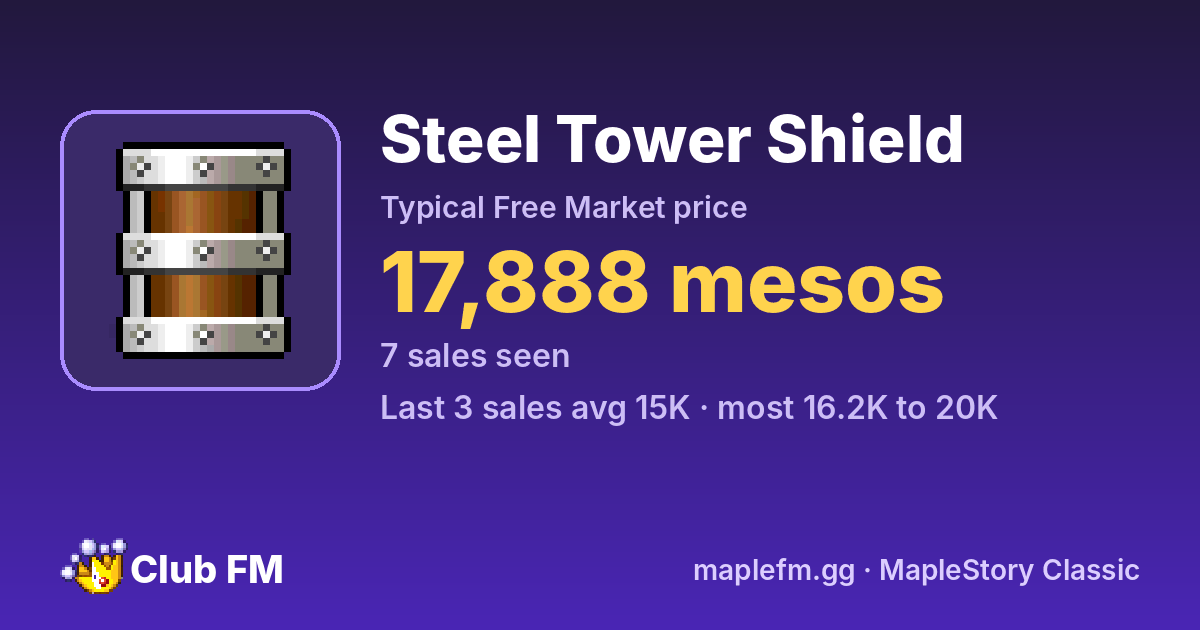 Steel Tower Shield
Typical Free Market price
17,888 mesos
7 sales seen
Last 3 sales avg 15K · most 16.2K to 20K
Club FM
maplefm.gg · MapleStory Classic